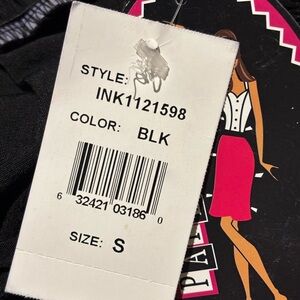 STYLE:
INK1121598
COLOR: BLK
6 32421 03186 0
SIZE: S